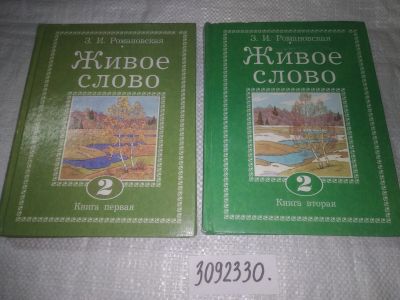 З. И. Романовская
Живое
слово
2
Книга первая
З. И. Романовская
Живое
слово
2
Книга вторая
3092330.